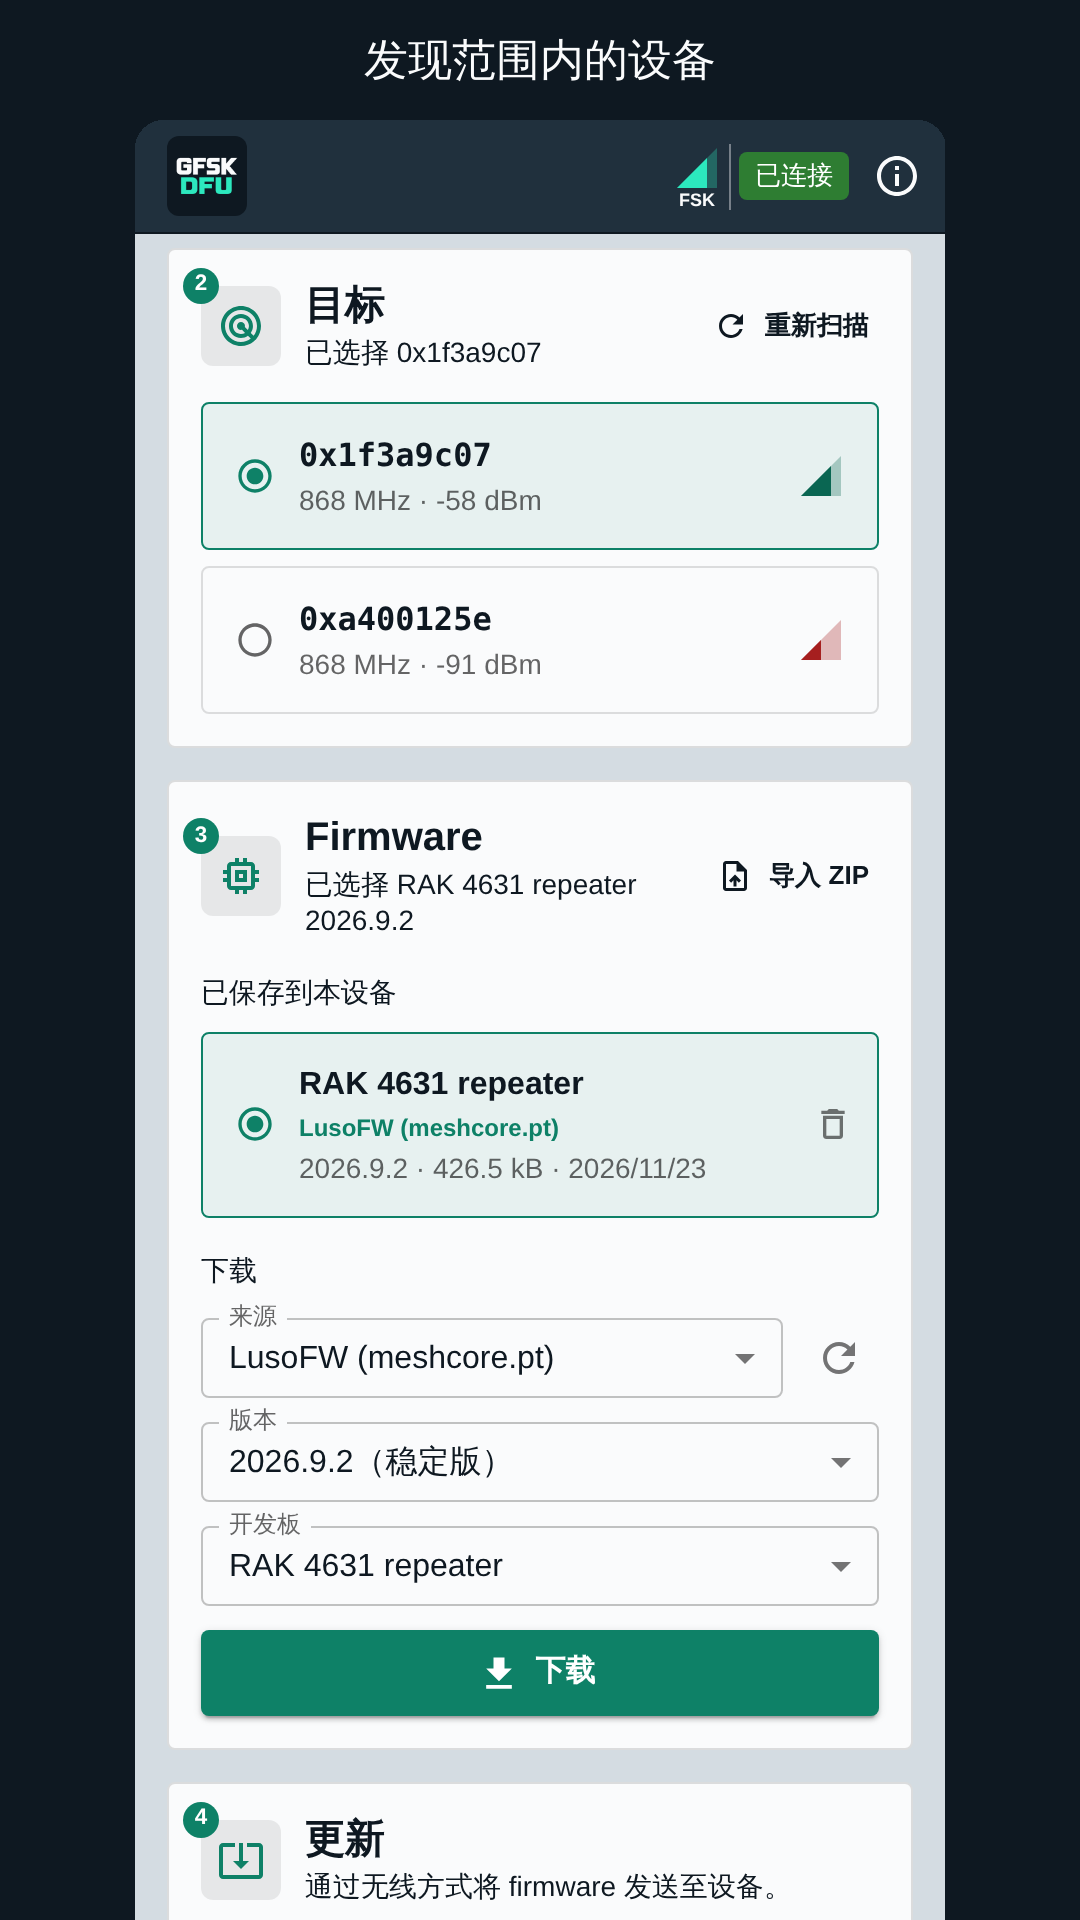 发现范围内的设备
GFSK
DFU
FSK
已连接
2
目标
已选择 0x1f3a9c07
重新扫描
0x1f3a9c07
868 MHz · -58 dBm
0xa400125e
868 MHz · -91 dBm
3
Firmware
已选择 RAK 4631 repeater
2026.9.2
导入 ZIP
已保存到本设备
RAK 4631 repeater
LusoFW (meshcore.pt)
2026.9.2 · 426.5 kB · 2026/11/23
下载
来源
LusoFW (meshcore.pt)
版本
2026.9.2（稳定版）
开发板
RAK 4631 repeater
下载
4
更新
通过无线方式将 firmware 发送至设备。